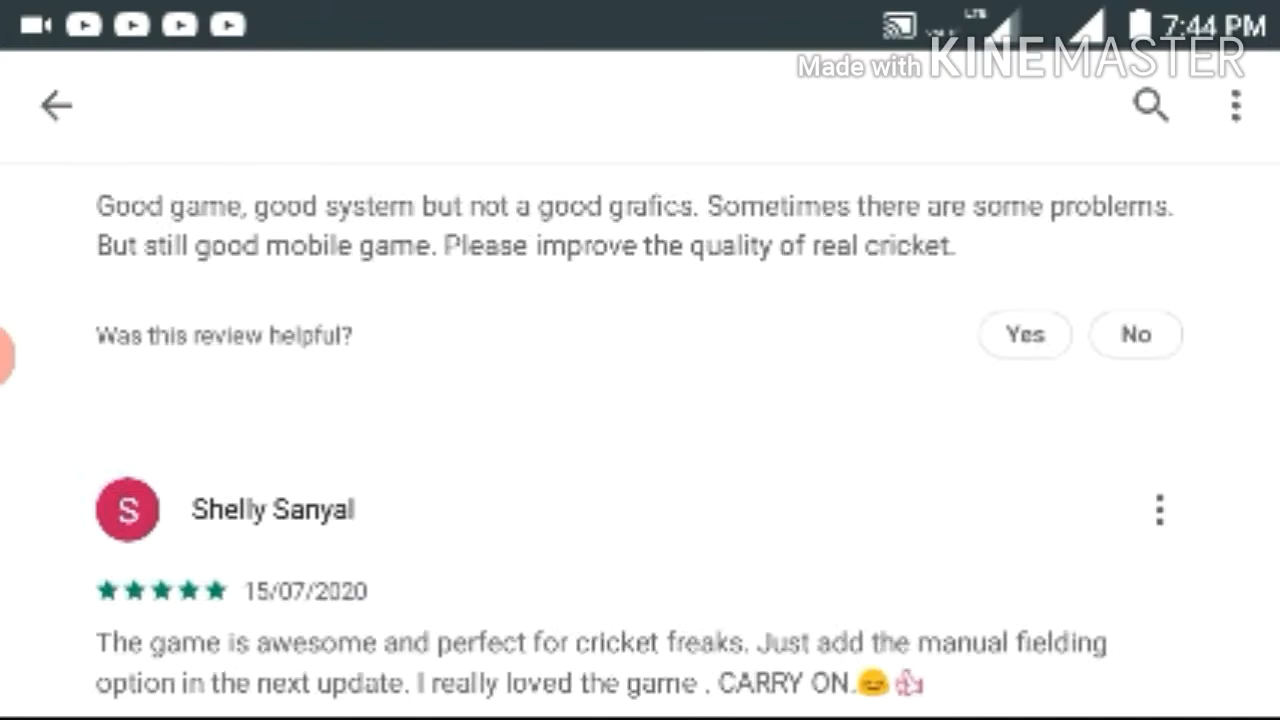 LTE
7:44 PM
Made with KINEMASTER
Good game, good system but not a good grafics. Sometimes there are some problems.
But still good mobile game. Please improve the quality of real cricket.
Was this review helpful?
Yes
No
S
Shelly Sanyal
15/07/2020
The game is awesome and perfect for cricket freaks. Just add the manual fielding
option in the next update. I really loved the game . CARRY ON.😊👍